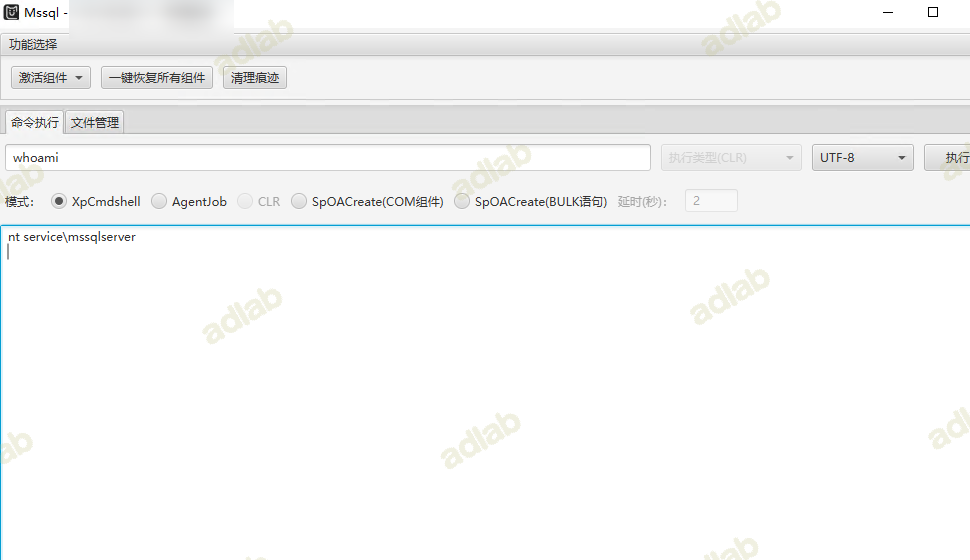 Mssql -
功能选择
激活组件 一键恢复所有组件 清理痕迹
命令执行 文件管理
whoami 执行类型(CLR) UTF-8 执行
模式: XpCmdshell AgentJob CLR SpOACreate(COM组件) SpOACreate(BULK语句) 延时(秒): 2
nt service\mssqlserver
adlab
adlab
adlab
adlab
adlab
adlab
adlab
adlab